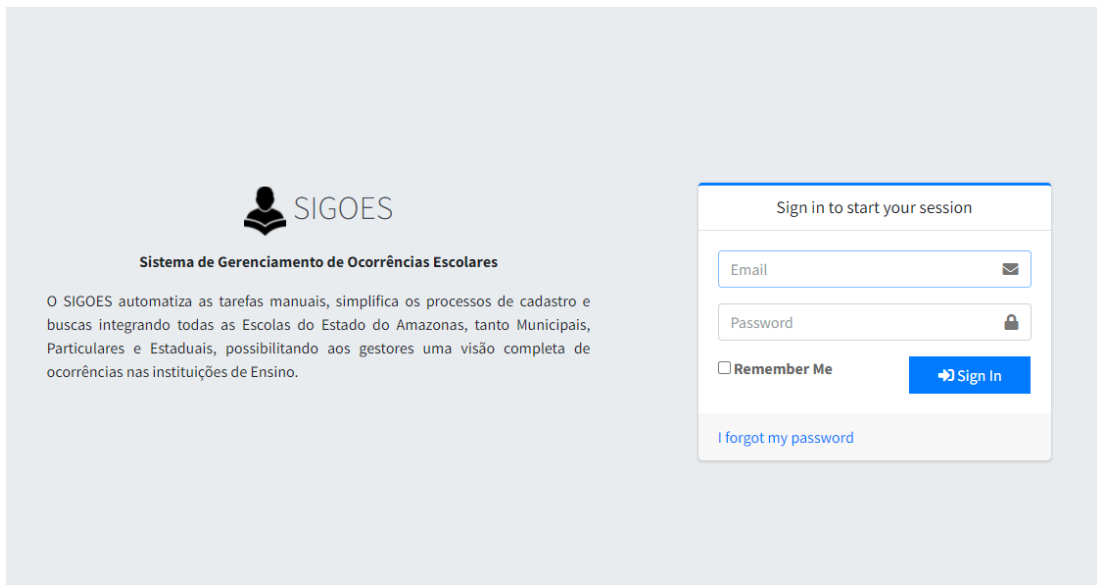 SIGOES
Sistema de Gerenciamento de Ocorrências Escolares
O SIGOES automatiza as tarefas manuais, simplifica os processos de cadastro e
buscas integrando todas as Escolas do Estado do Amazonas, tanto Municipais,
Particulares e Estaduais, possibilitando aos gestores uma visão completa de
ocorrências nas instituições de Ensino.
Sign in to start your session
Email
Password
Remember Me
Sign In
I forgot my password